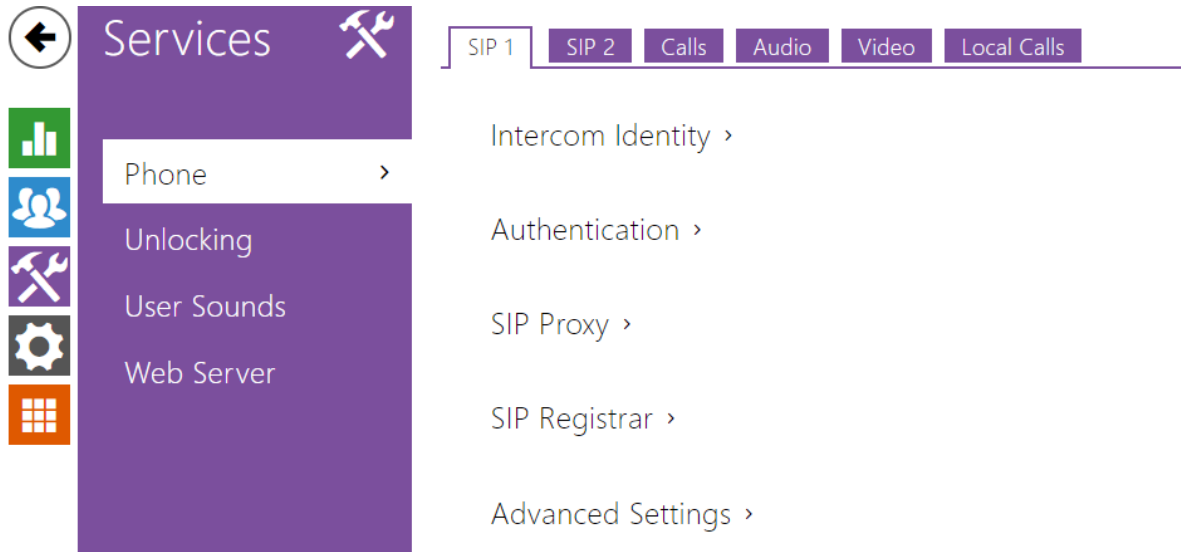 Services
Phone
Unlocking
User Sounds
Web Server
SIP 1 SIP 2 Calls Audio Video Local Calls
Intercom Identity
Authentication
SIP Proxy
SIP Registrar
Advanced Settings